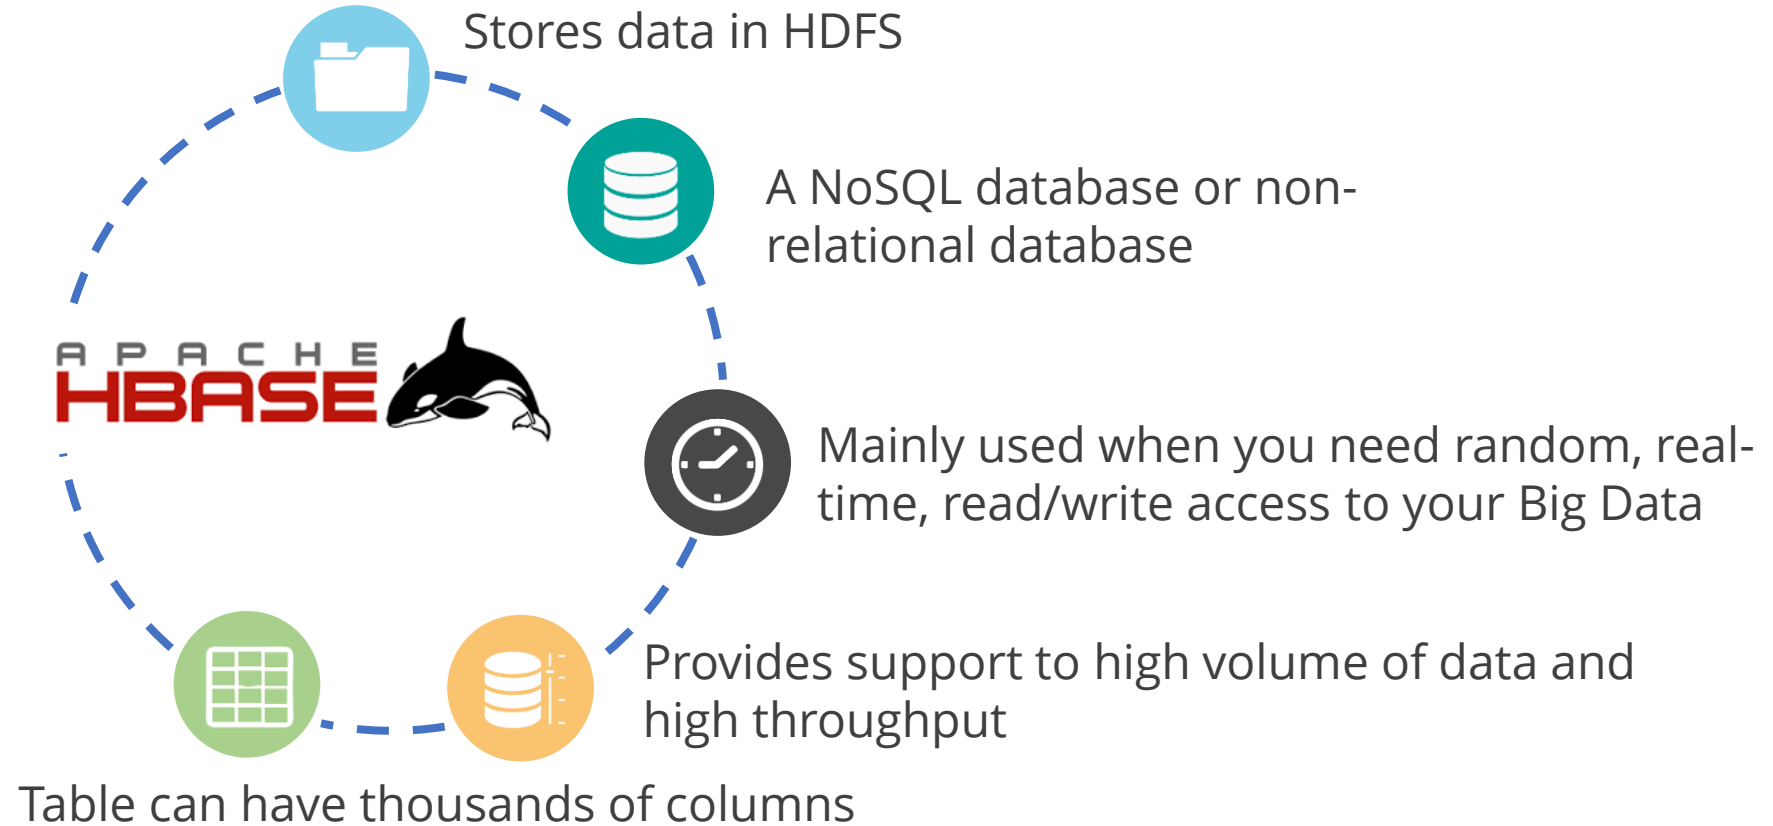 Stores data in HDFS
A NoSQL database or non-
relational database
APACHE
HBASE
Mainly used when you need random, real-
time, read/write access to your Big Data
Provides support to high volume of data and
high throughput
Table can have thousands of columns